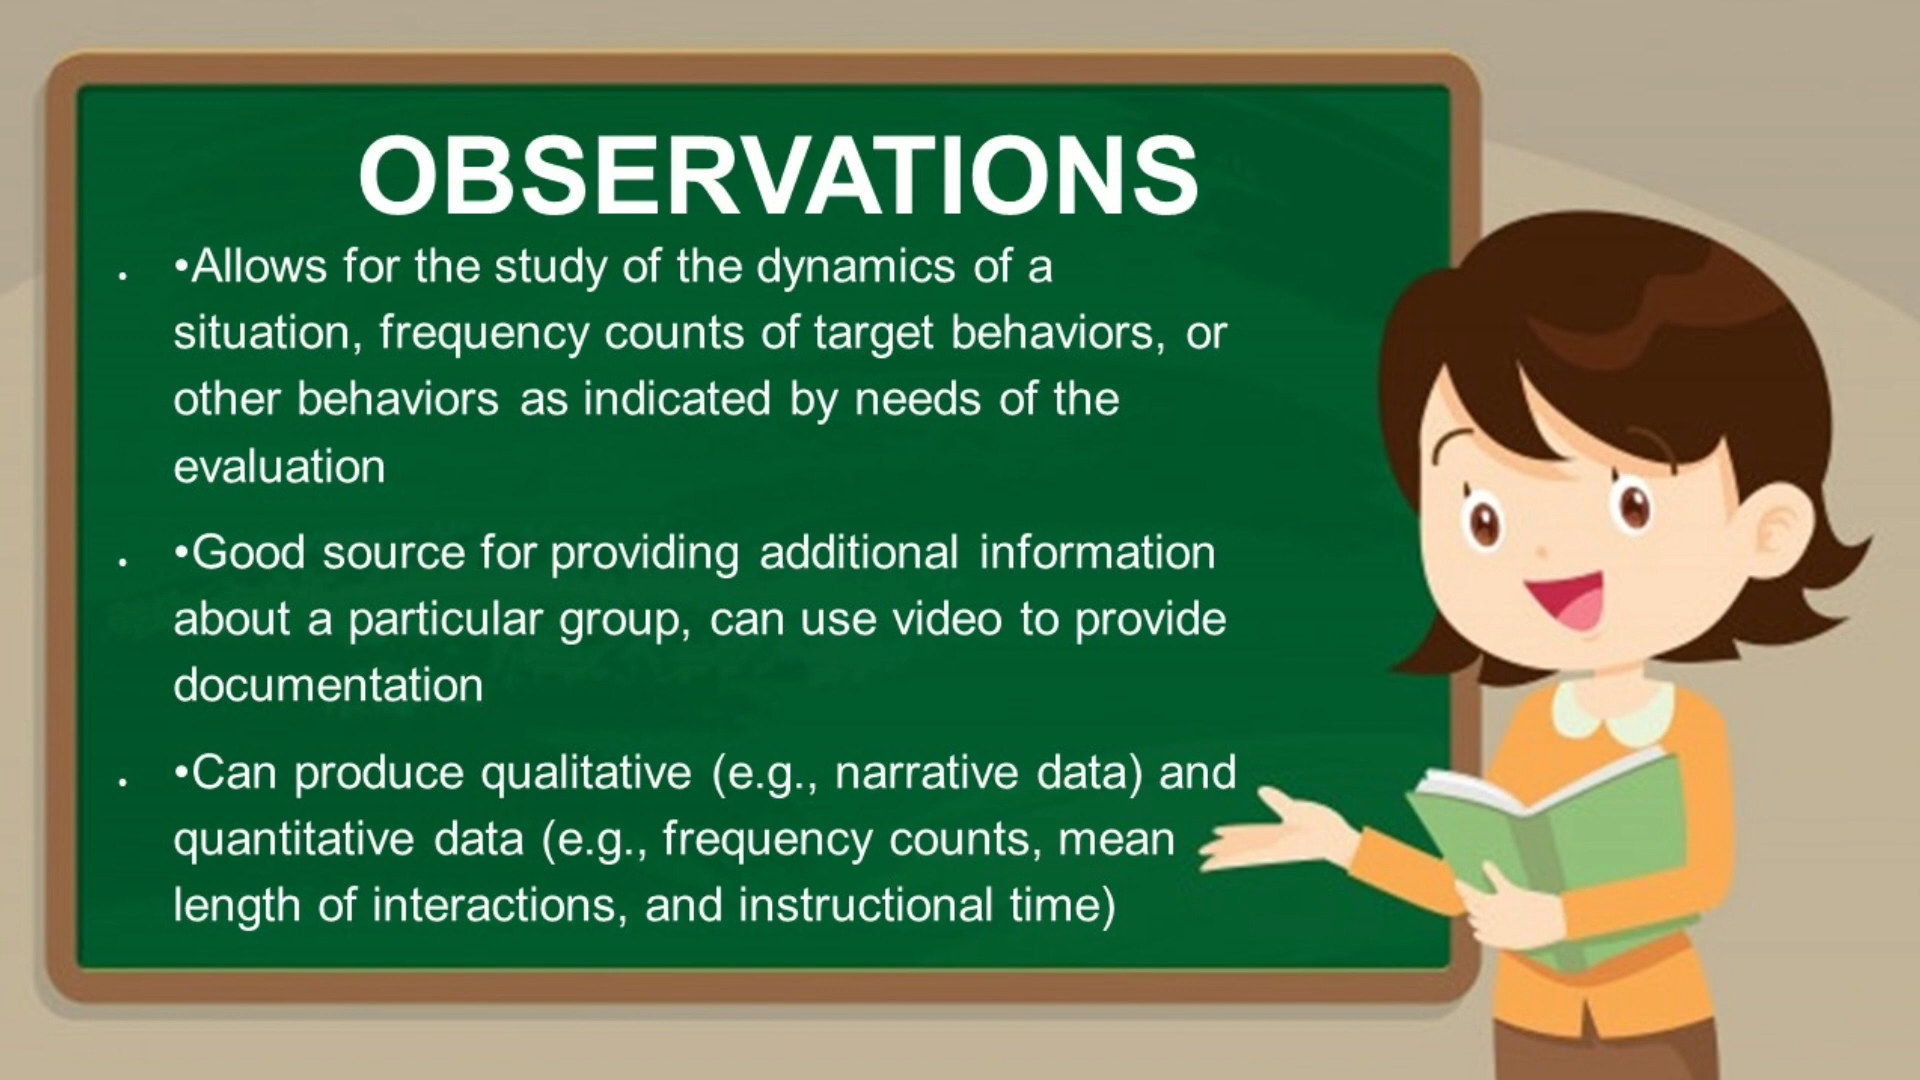 OBSERVATIONS
• •Allows for the study of the dynamics of a
situation, frequency counts of target behaviors, or
other behaviors as indicated by needs of the
evaluation
• •Good source for providing additional information
about a particular group, can use video to provide
documentation
• •Can produce qualitative (e.g., narrative data) and
quantitative data (e.g., frequency counts, mean
length of interactions, and instructional time)